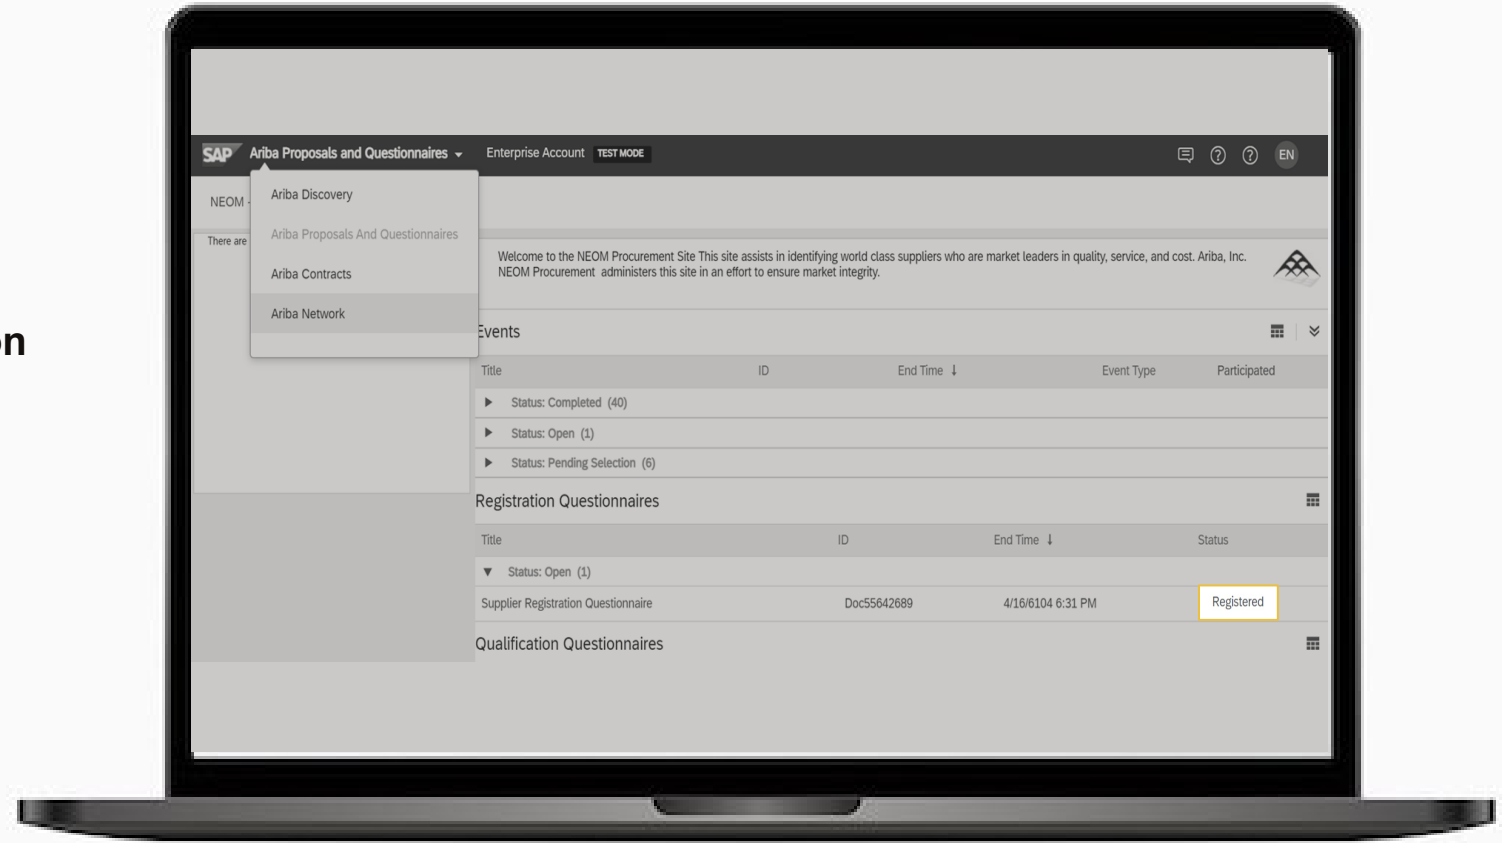 on
SAP Ariba Proposals and Questionnaires Enterprise Account TEST MODE EN
NEOM -
Ariba Discovery
Ariba Proposals And Questionnaires
Ariba Contracts
Ariba Network
There are
Welcome to the NEOM Procurement Site This site assists in identifying world class suppliers who are market leaders in quality, service, and cost. Ariba, Inc.
NEOM Procurement administers this site in an effort to ensure market integrity.
Events
Title ID End Time ↓ Event Type Participated
Status: Completed (40)
Status: Open (1)
Status: Pending Selection (6)
Registration Questionnaires
Title ID End Time ↓ Status
Status: Open (1)
Supplier Registration Questionnaire Doc55642689 4/16/6104 6:31 PM Registered
Qualification Questionnaires